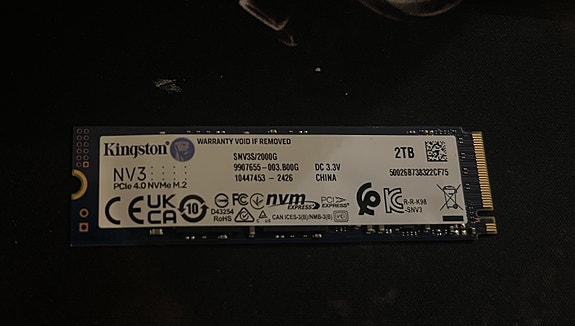 Kingston
WARRANTY VOID IF REMOVED
SNV3S/2000G
2TB
NV3
9907655-003.B00G
DC 3.3V
50026B738322CF75
PCIe 4.0 NVMe M.2
10447453 - 2426
CHINA
CE UK CA 10
D43254
RoHS
FC
nvm EXPRESS
PCI EXPRESS
CAN ICES-3(B)/NMB-3(B)
R-R-K98
-SNV3